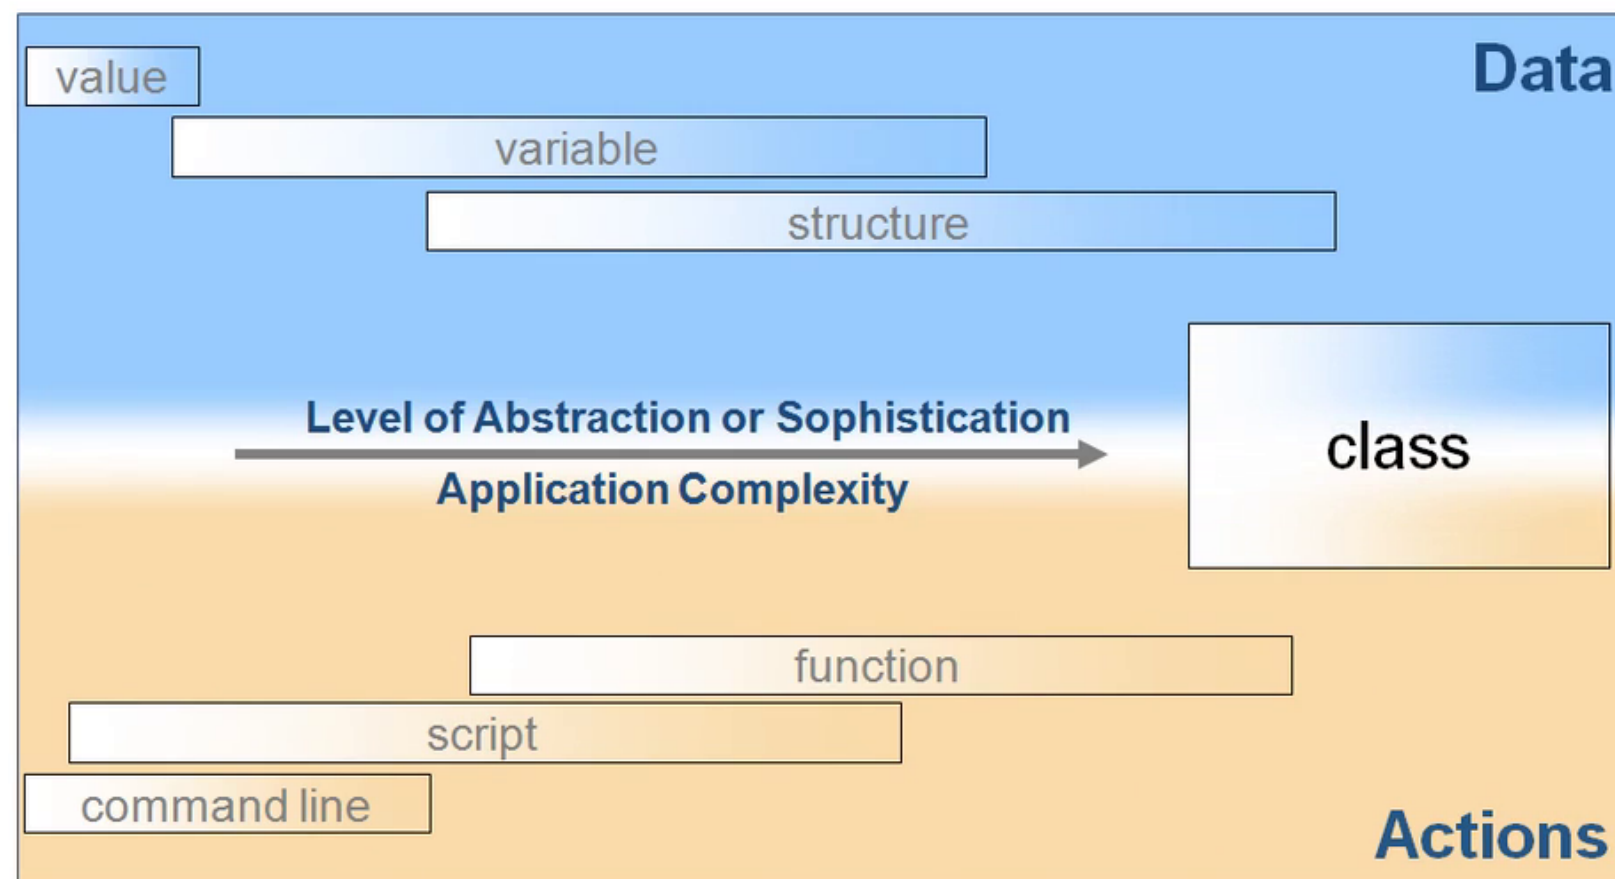 Data
value
variable
structure
Level of Abstraction or Sophistication
class
Application Complexity
function
script
command line
Actions